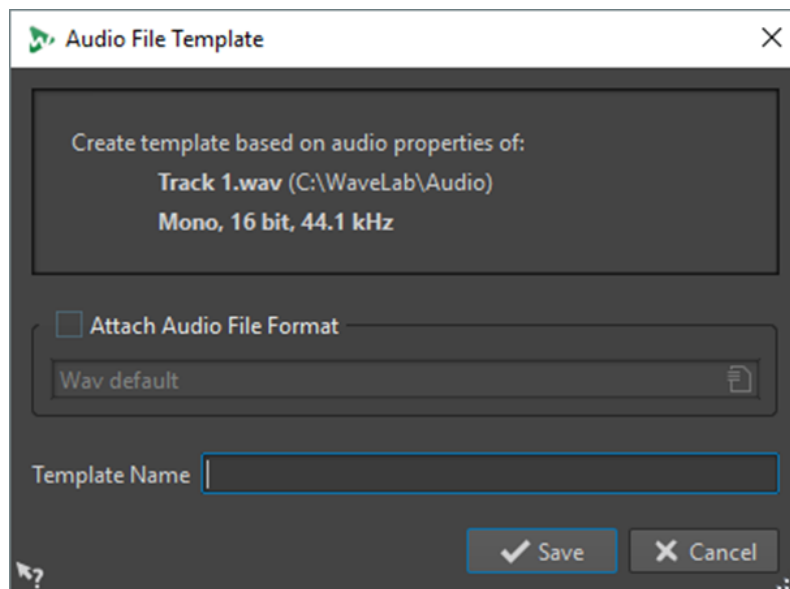 Audio File Template
Create template based on audio properties of:
Track 1.wav (C:\WaveLab\Audio)
Mono, 16 bit, 44.1 kHz
Attach Audio File Format
Wav default
Template Name
Save Cancel